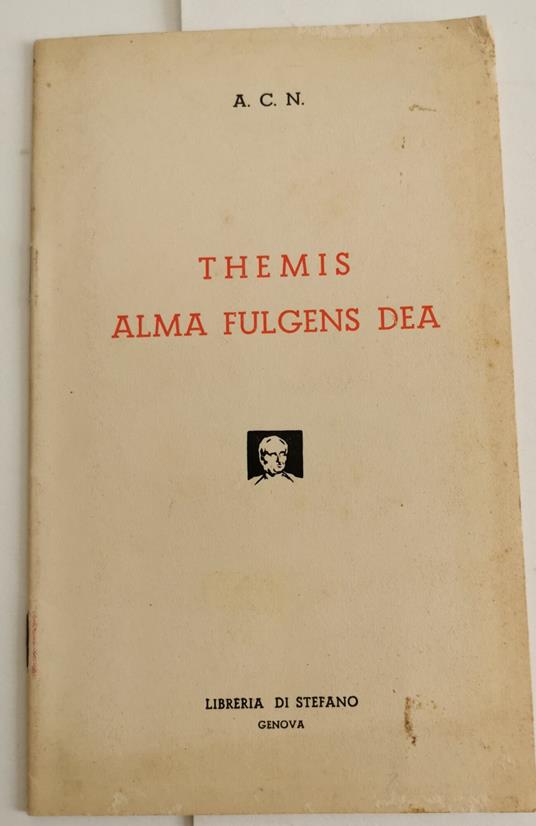 A. C. N.
THEMIS
ALMA FULGENS DEA
LIBRERIA DI STEFANO
GENOVA